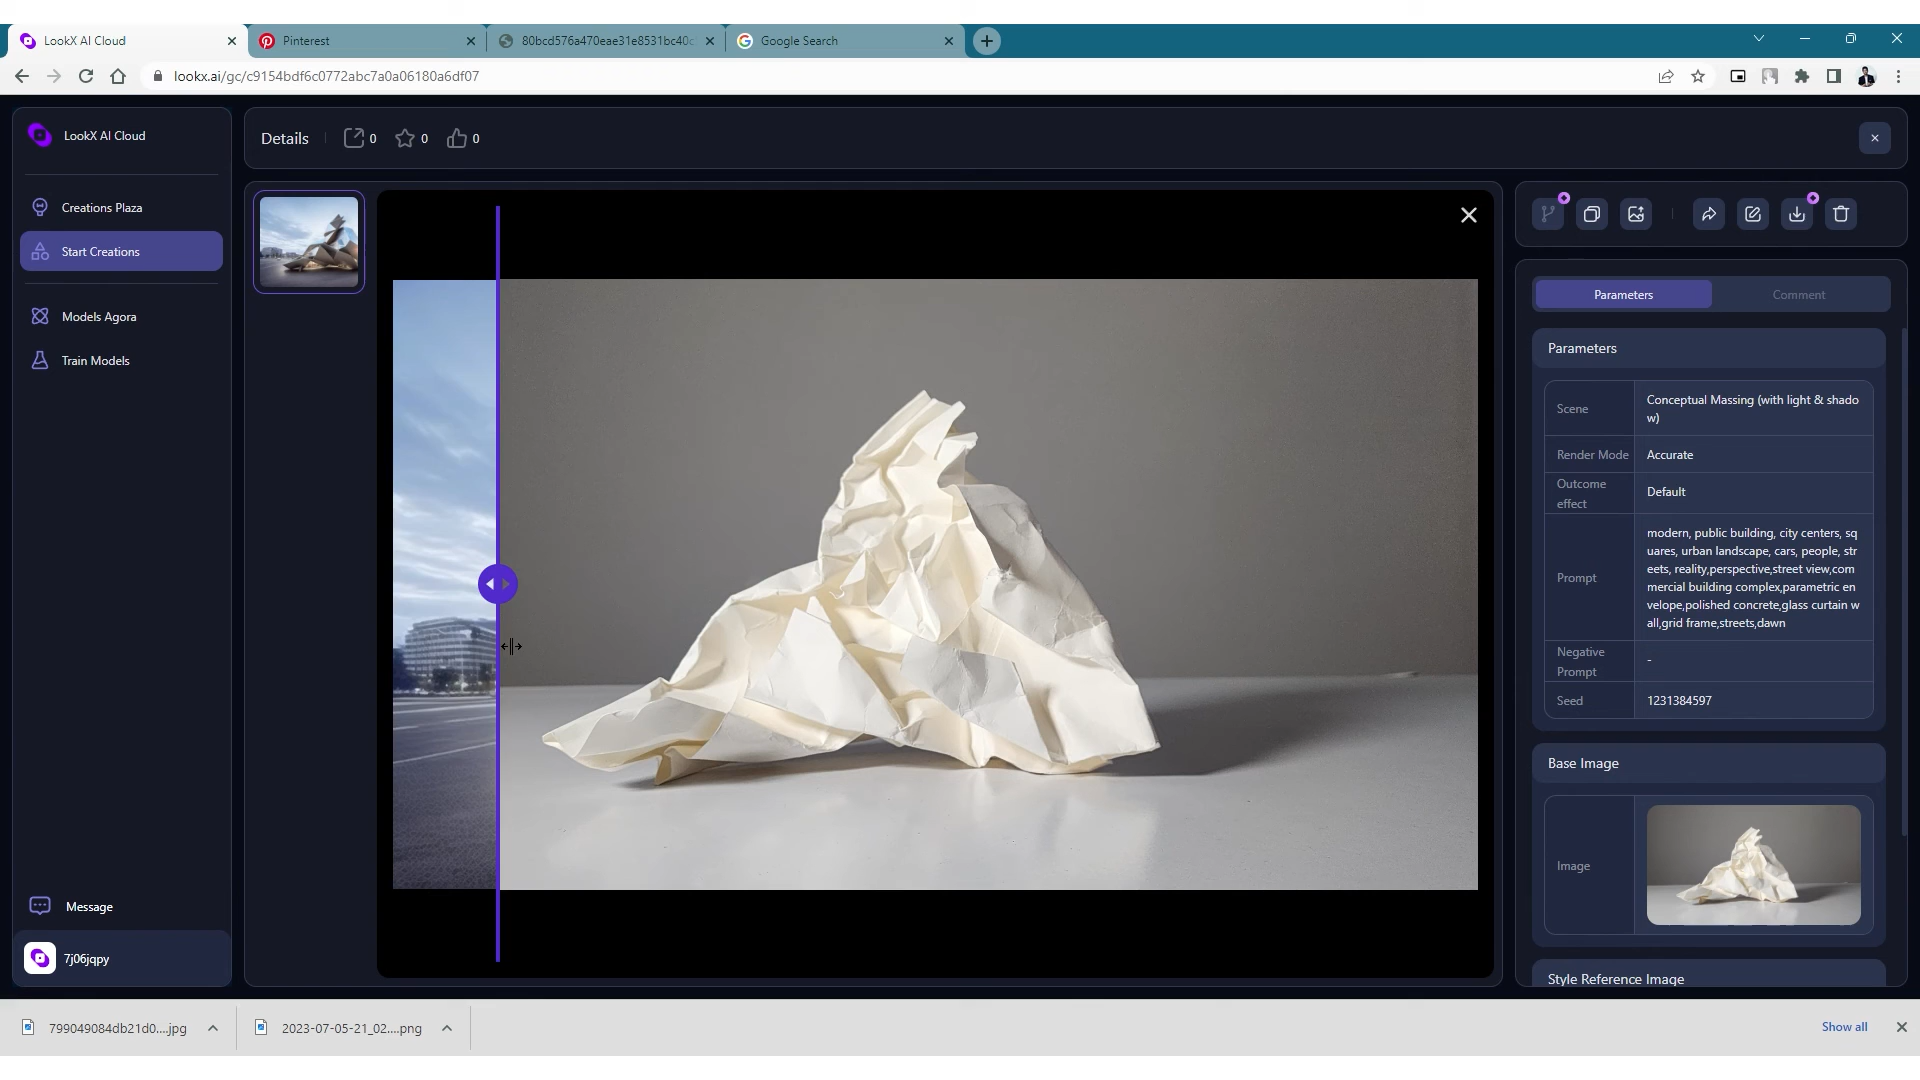 LookX AI Cloud
Pinterest
80bcd576a470eae31e8531bc40c
Google Search
lookx.ai/gc/c9154bdf6c0772abc7a0a06180a6df07
LookX AI Cloud
Creations Plaza
Start Creations
Models Agora
Train Models
Message
7j06jqpy
Details
0
0
0
Parameters
Comment
Parameters
Scene
Conceptual Massing (with light & shado
w)
Render Mode
Accurate
Outcome
effect
Default
Prompt
modern, public building, city centers, sq
uares, urban landscape, cars, people, str
eets, reality,perspective,street view,com
mercial building complex,parametric en
velope,polished concrete,glass curtain w
all,grid frame,streets,dawn
Negative
Prompt
-
Seed
1231384597
Base Image
Image
Style Reference Image
799049084db21d0....jpg
2023-07-05-21_02....png
Show all